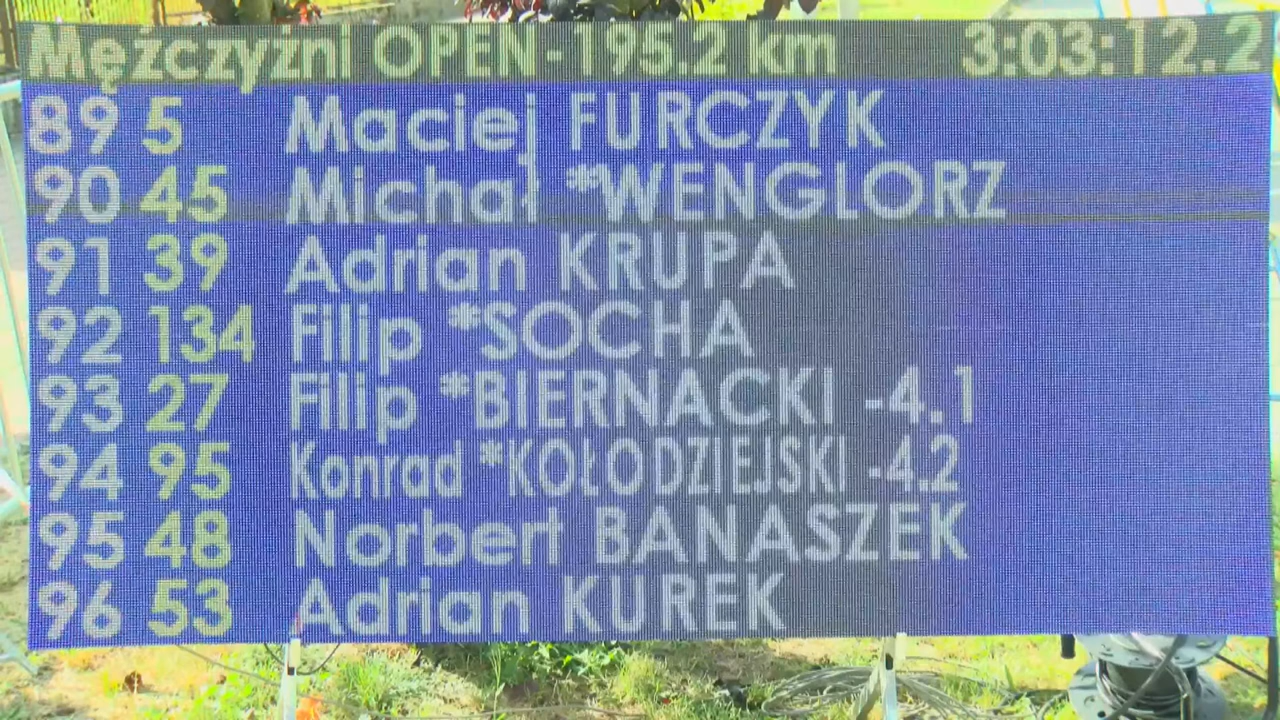 Mężczyźni OPEN-195.2 km 3:03:12.2
89 5 Maciej FURCZYK
90 45 Michał *WENGLORZ
91 39 Adrian KRUPA
92 134 Filip *SOCHA
93 27 Filip *BIERNACKI -4.1
94 95 Konrad *KOŁODZIEJSKI -4.2
95 48 Norbert BANASZEK
96 53 Adrian KUREK